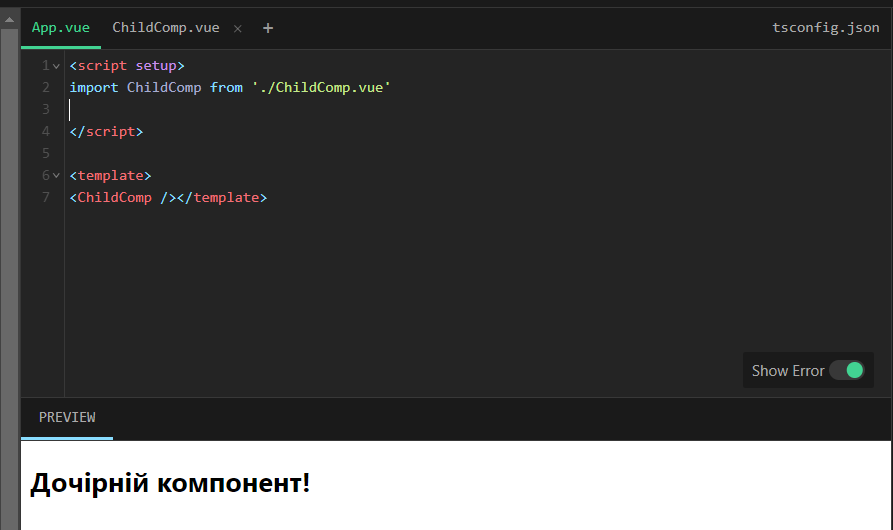 App.vue ChildComp.vue × + tsconfig.json
1 <script setup>
2 import ChildComp from './ChildComp.vue'
3
4 </script>
5
6 <template>
7 <ChildComp /></template>
Show Error
PREVIEW
Дочірній компонент!